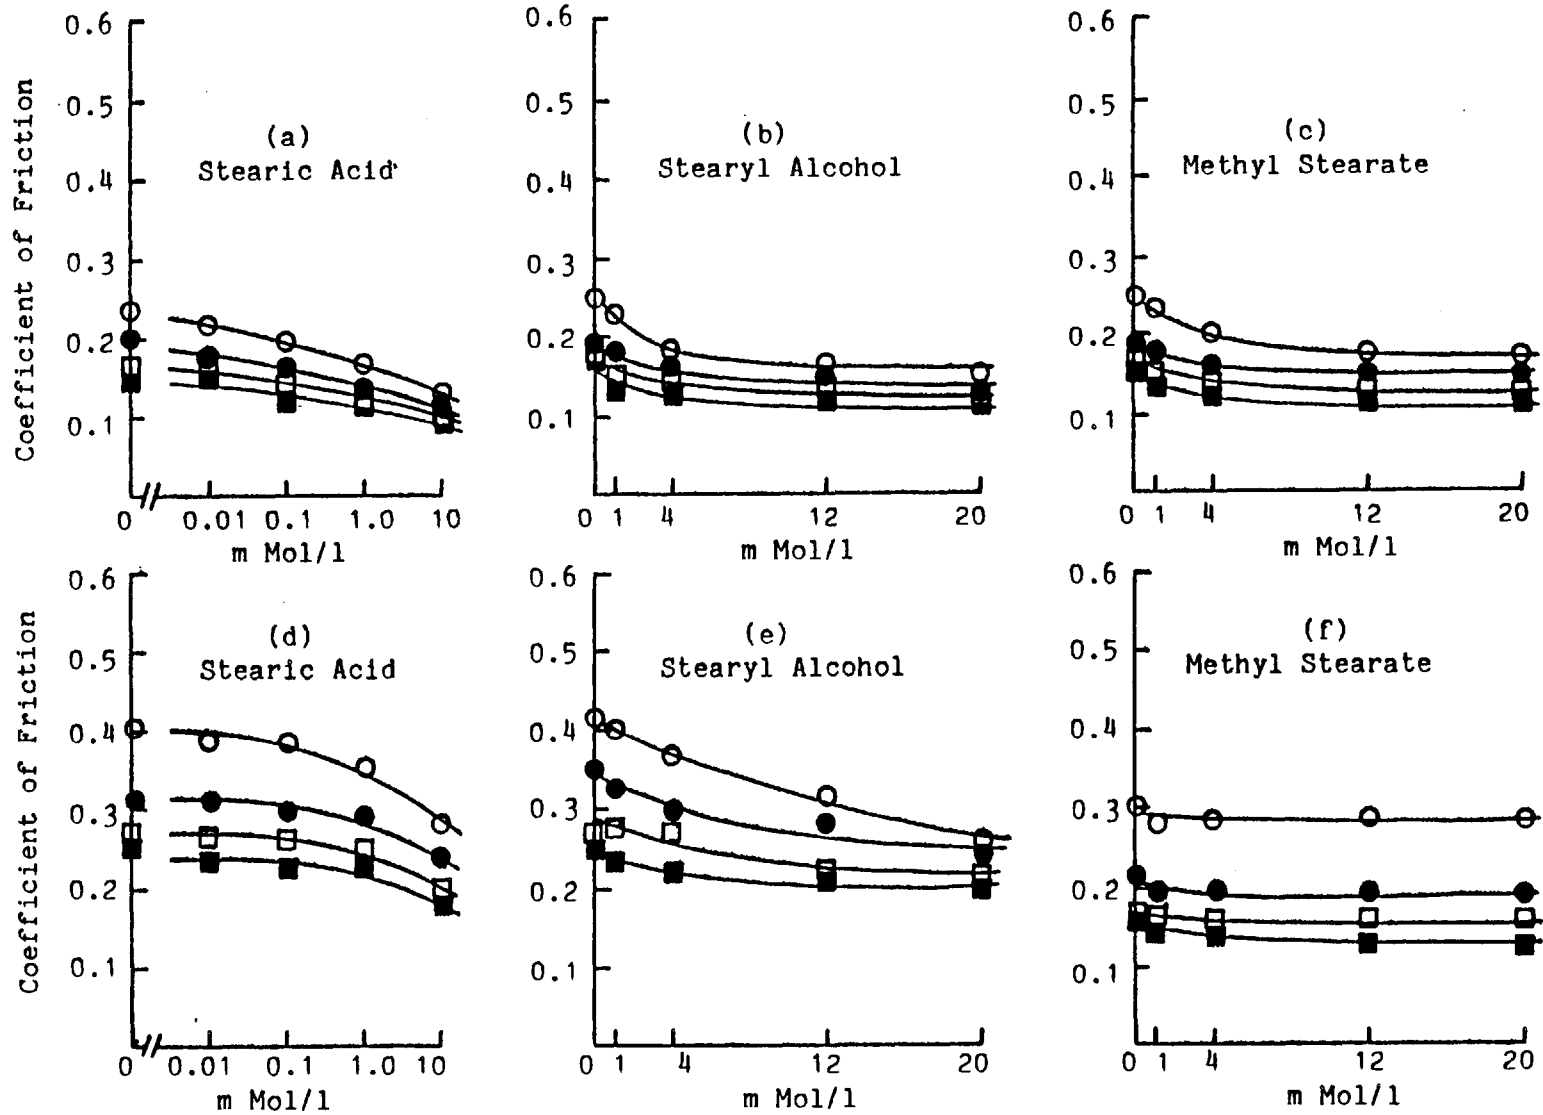 Coefficient of Friction
0.6
0.5
0.4
0.3
0.2
0.1
(a)
Stearic Acid
0 0.01 0.1 1.0 10
m Mol/l
0.6
0.5
0.4
0.3
0.2
0.1
(b)
Stearyl Alcohol
0 1 4 12 20
m Mol/l
0.6
0.5
0.4
0.3
0.2
0.1
(c)
Methyl Stearate
0 1 4 12 20
m Mol/l
Coefficient of Friction
0.6
0.5
0.4
0.3
0.2
0.1
(d)
Stearic Acid
0 0.01 0.1 1.0 10
m Mol/l
0.6
0.5
0.4
0.3
0.2
0.1
(e)
Stearyl Alcohol
0 1 4 12 20
m Mol/l
0.6
0.5
0.4
0.3
0.2
0.1
(f)
Methyl Stearate
0 1 4 12 20
m Mol/l